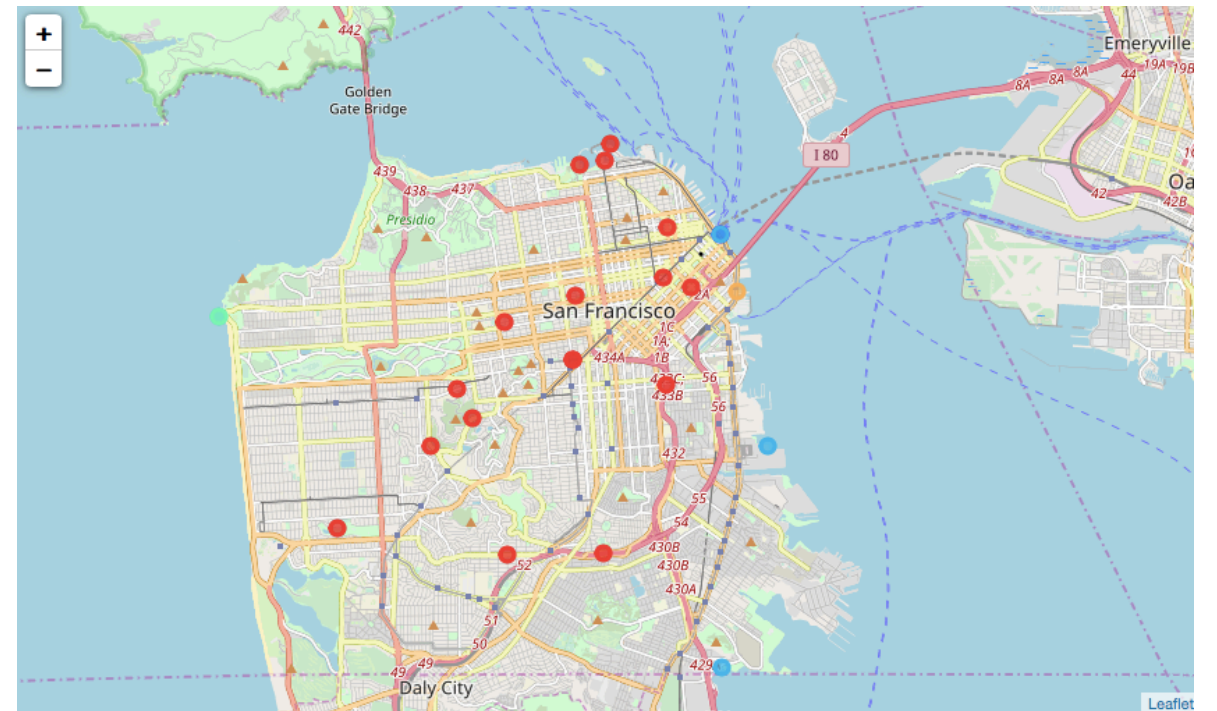 +
−
442
Golden
Gate Bridge
Emeryville
8A
8A
8A
44
19A
19B
4
I 80
439
438
437
Presidio
42
Oa
42B
2A
San Francisco
1C
1A;
1B
434A
433B
56
56
432
55
54
52
430B
430B
430A
51
50
49
49
429
Daly City
Leaflet